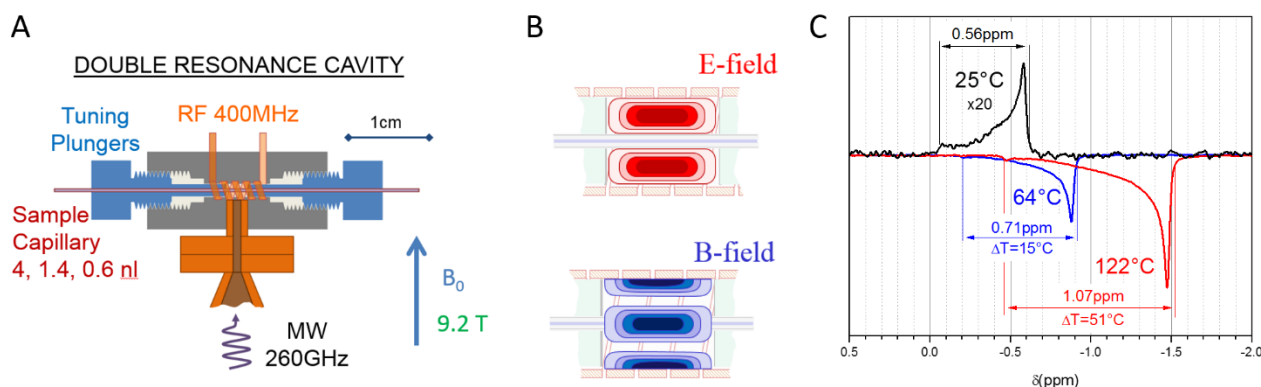 A
DOUBLE RESONANCE CAVITY
Tuning
Plungers
RF 400MHz
1cm
Sample
Capillary
4, 1.4, 0.6 nl
B₀
9.2 T
MW
260GHz
B
E-field
B-field
C
0.56ppm
25°C
x20
64°C
0.71ppm
ΔT=15°C
122°C
1.07ppm
ΔT=51°C
0.5 0.0 -0.5 -1.0 -1.5 -2.0
δ(ppm)